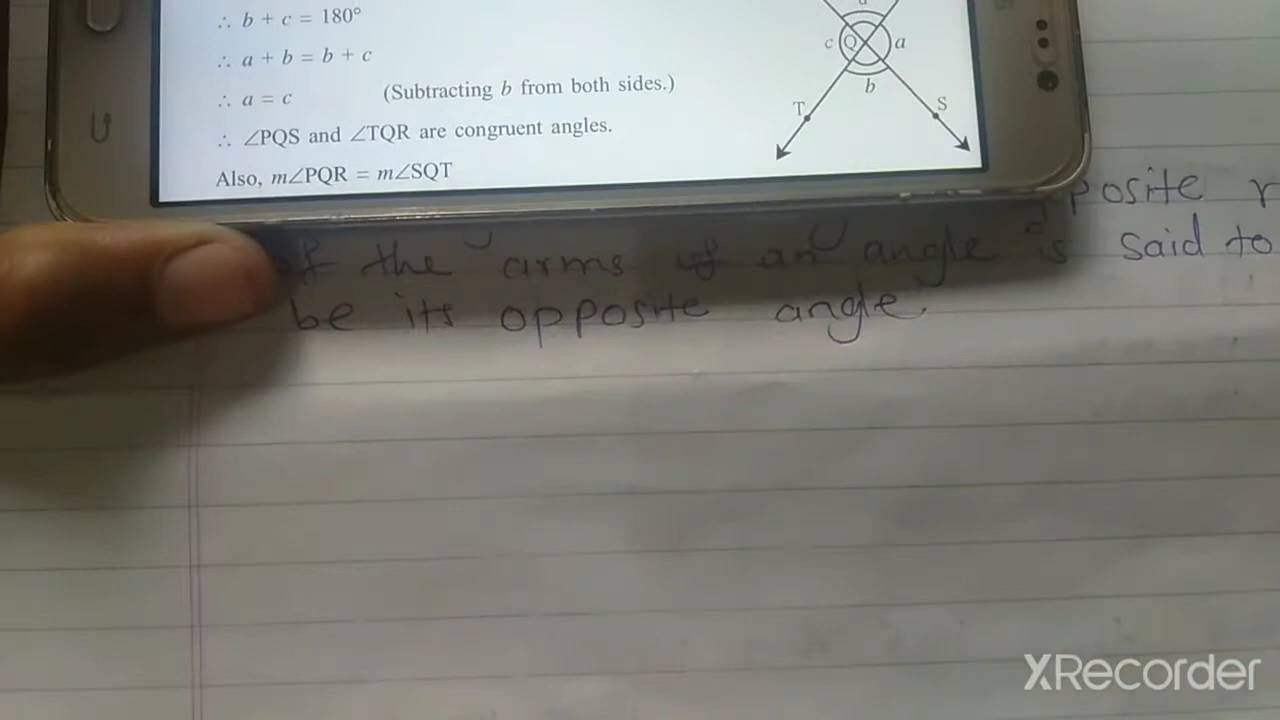 ∴ b + c = 180°
∴ a + b = b + c
∴ a = c (Subtracting b from both sides.)
∴ ∠PQS and ∠TQR are congruent angles.
Also, m∠PQR = m∠SQT
c Q a
b
T S
of the arms of an angle is said to
be its opposite angle.
XRecorder